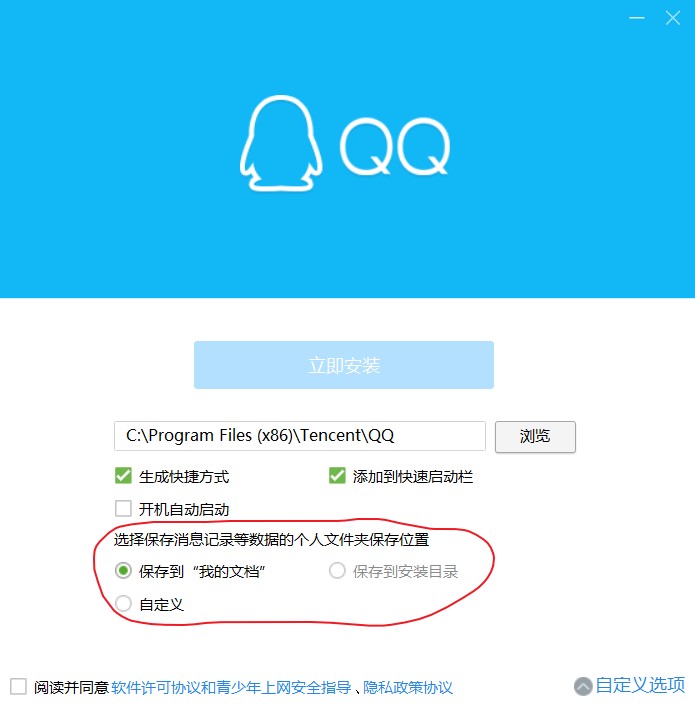 QQ
立即安装
C:\Program Files (x86)\Tencent\QQ
浏览
生成快捷方式 添加到快速启动栏
开机自动启动
选择保存消息记录等数据的个人文件夹保存位置
保存到“我的文档” 保存到安装目录
自定义
阅读并同意软件许可协议和青少年上网安全指导、隐私政策协议 自定义选项